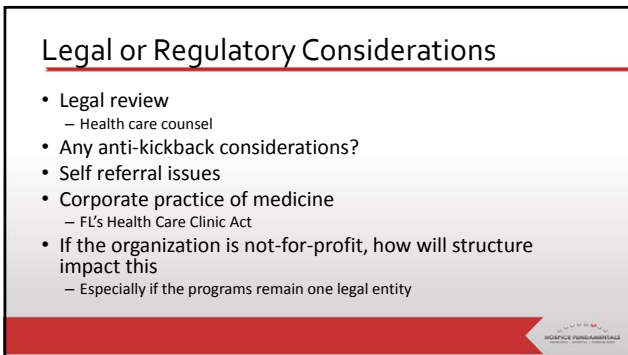 Legal or Regulatory Considerations
• Legal review
– Health care counsel
• Any anti-kickback considerations?
• Self referral issues
• Corporate practice of medicine
– FL's Health Care Clinic Act
• If the organization is not-for-profit, how will structure
impact this
– Especially if the programs remain one legal entity
HOSPICE FUNDAMENTALS